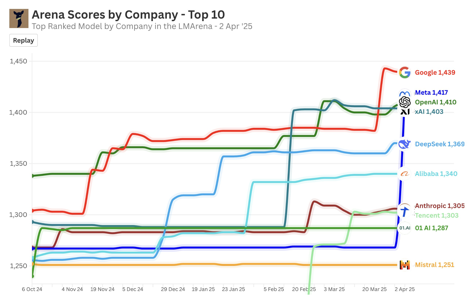 Arena Scores by Company - Top 10
Top Ranked Model by Company in the LMArena - 2 Apr '25
Replay
1,450
1,400
1,350
1,300
1,250
Google 1,439
Meta 1,417
OpenAI 1,410
xAI 1,403
DeepSeek 1,369
Alibaba 1,340
Anthropic 1,305
Tencent 1,303
01.AI 01 AI 1,287
Mistral 1,251
6 Oct 24 4 Nov 24 19 Nov 24 5 Dec 24 29 Dec 24 19 Jan 25 23 Jan 25 5 Feb 25 20 Feb 25 3 Mar 25 20 Mar 25 2 Apr 25